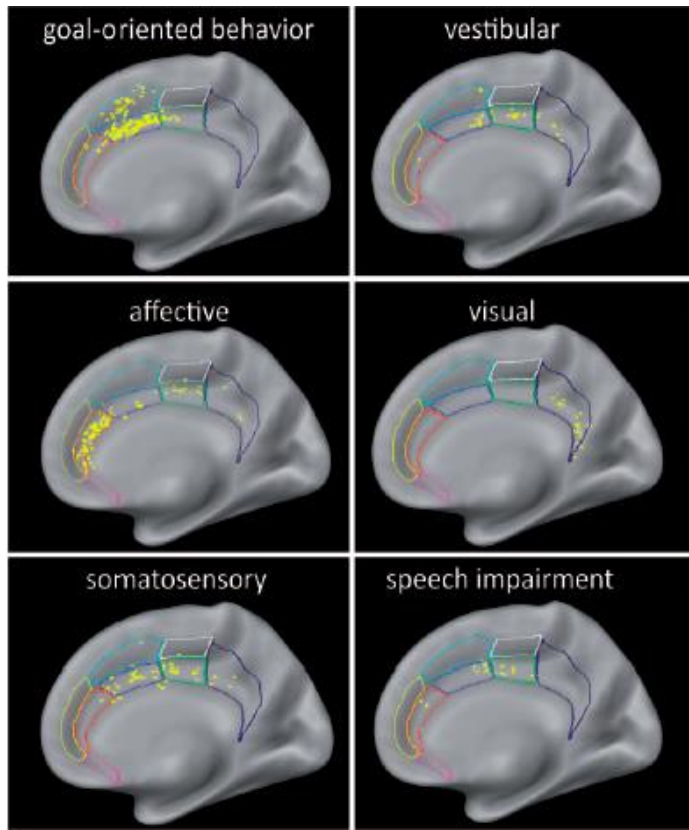 goal-oriented behavior
vestibular
affective
visual
somatosensory
speech impairment